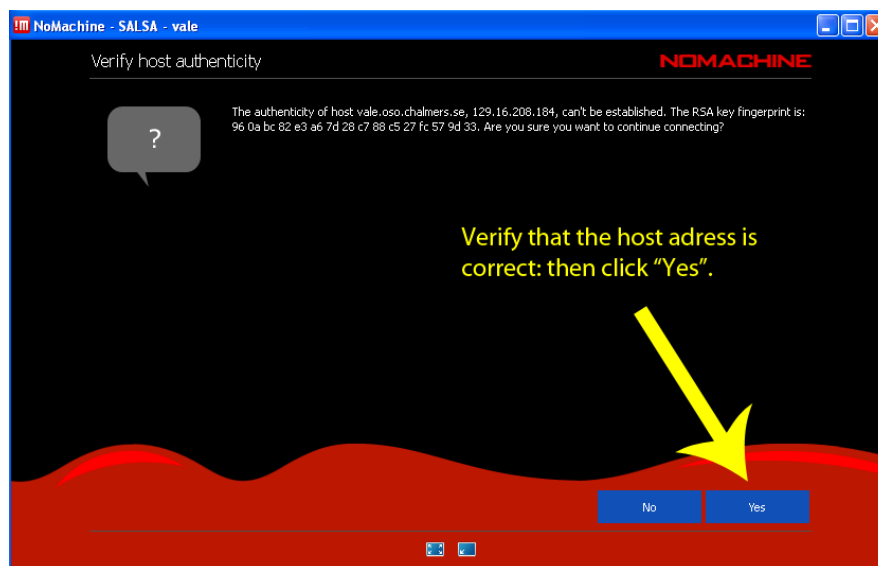 !M NoMachine - SALSA - vale
Verify host authenticity
NOMACHINE
The authenticity of host vale.oso.chalmers.se, 129.16.208.184, can't be established. The RSA key fingerprint is:
96 0a bc 82 e3 a6 7d 28 c7 88 c5 27 fc 57 9d 33. Are you sure you want to continue connecting?
?
Verify that the host adress is
correct: then click “Yes”.
No
Yes